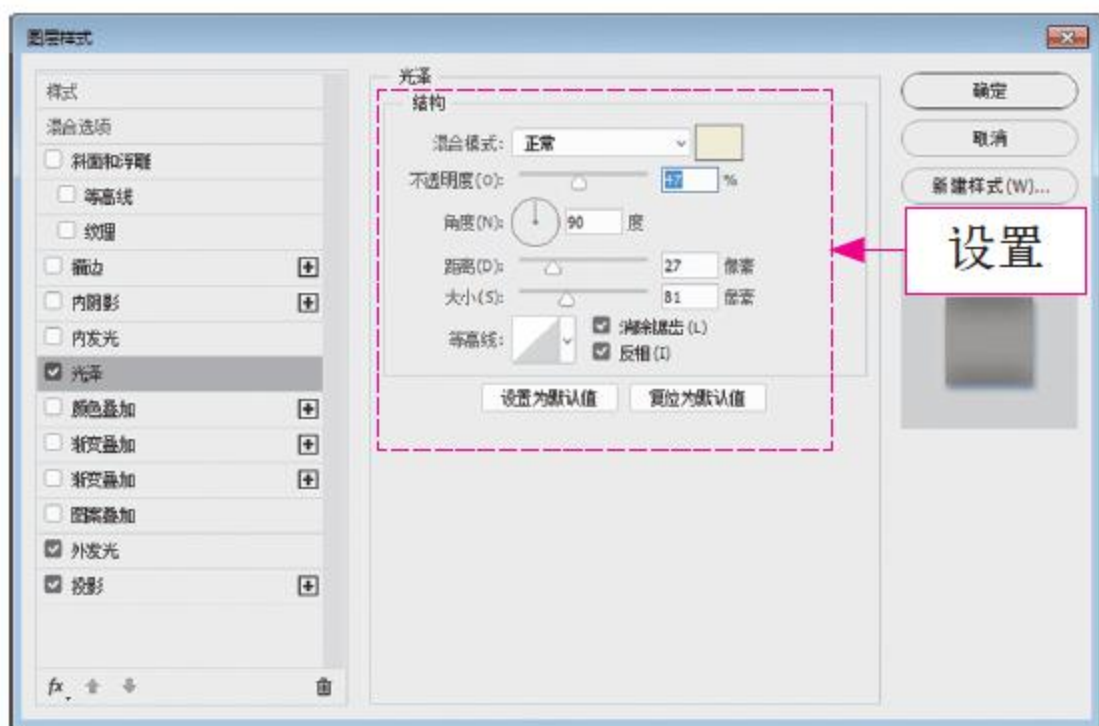 图层样式
样式
混合选项
斜面和浮雕
等高线
纹理
描边
内阴影
内发光
光泽
颜色叠加
渐变叠加
渐变叠加
图案叠加
外发光
投影
fx
光泽
结构
混合模式: 正常
不透明度(O): 47 %
角度(N): 90 度
距离(D): 27 像素
大小(S): 81 像素
等高线:
消除锯齿(L)
反相(I)
设置为默认值 复位为默认值
确定
取消
新建样式(W)...
设置